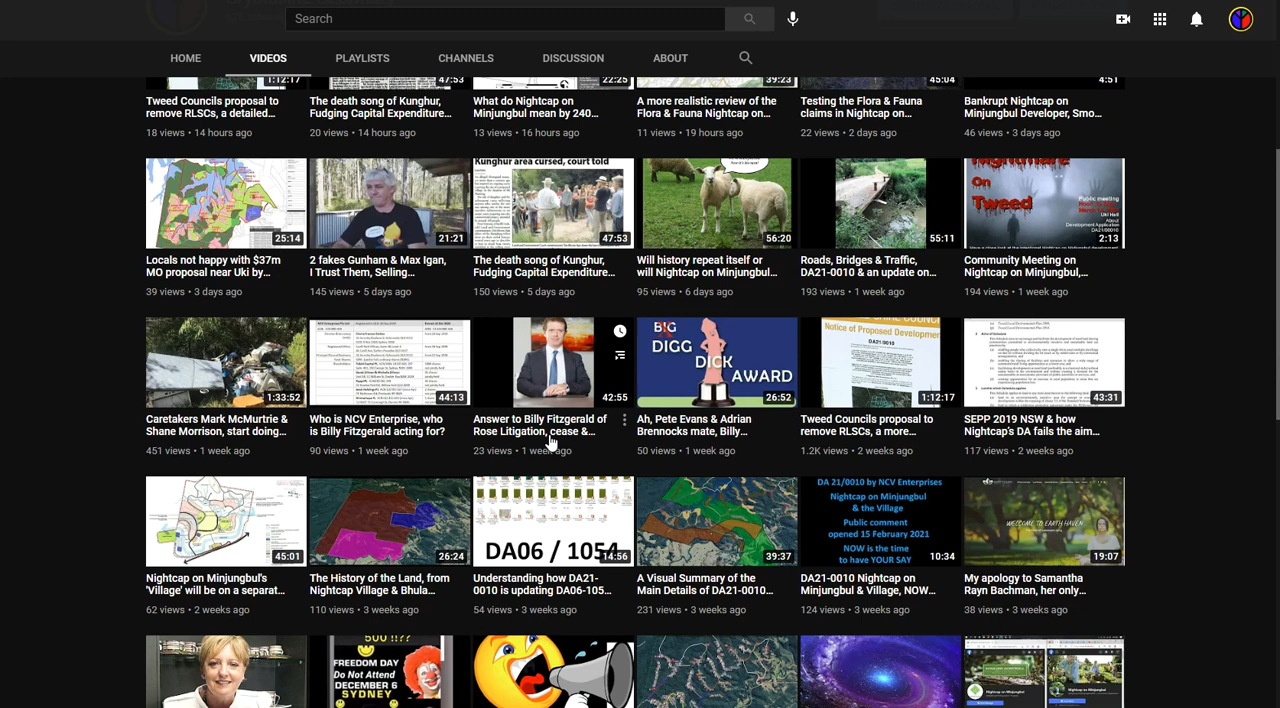 Search
HOME
VIDEOS
PLAYLISTS
CHANNELS
DISCUSSION
ABOUT
1:12:17
47:53
22:25
39:23
45:04
4:51
Tweed Councils proposal to
remove RLSCs, a detailed...
18 views • 14 hours ago
The death song of Kunghur,
Fudging Capital Expenditure...
20 views • 14 hours ago
What do Nightcap on
Minjungbul mean by 240...
13 views • 16 hours ago
A more realistic review of the
Flora & Fauna Nightcap on...
11 views • 19 hours ago
Testing the Flora & Fauna
claims in Nightcap on...
22 views • 2 days ago
Bankrupt Nightcap on
Minjungbul Developer, Smo...
46 views • 3 days ago
25:14
21:21
Kunghur area cursed, court told
47:53
56:20
55:11
Nightmare
On
Tweed
Public meeting
Uki Hall
About
Development Application
DA21/0010
2:13
Locals not happy with $37m
MO proposal near Uki by...
39 views • 3 days ago
2 fakes Gunham & Max Igan,
I Trust Them, Selling...
145 views • 5 days ago
The death song of Kunghur,
Fudging Capital Expenditure...
150 views • 5 days ago
Will history repeat itself or
will Nightcap on Minjungbul...
95 views • 6 days ago
Roads, Bridges & Traffic,
DA21-0010 & an update on...
193 views • 1 week ago
Community Meeting on
Nightcap on Minjungbul,...
194 views • 1 week ago
1:33:56
44:13
42:55
BIG
DIGG
DICK
AWARD
26:52
Notice of Proposed Developmen
DA21-0010
1:12:17
43:31
Caretakers Mark McMurtrie &
Shane Morrison, start doing...
451 views • 1 week ago
Who is NCV Enterprise, who
is Billy Fitzgerald acting for?
90 views • 1 week ago
Answer to Billy Fitzgerald of
Rose Litigation, cease &...
23 views • 1 week ago
Ah, Pete Evans & Adrian
Brennocks mate, Billy...
50 views • 1 week ago
Tweed Councils proposal to
remove RLSCs, a more...
1.2K views • 2 weeks ago
SEPP 2019 NSW & how
Nightcap's DA fails the aim...
117 views • 2 weeks ago
45:01
26:24
DA06 / 1054
14:56
39:37
DA 21/0010 by NCV Enterprises
Nightcap on Minjungbul
& the Village
Public comment
opened 15 February 2021
NOW is the time
to have YOUR SAY
10:34
WELCOME TO EARTH HAVEN
19:07
Nightcap on Minjungbul's
'Village' will be on a separat...
62 views • 2 weeks ago
The History of the Land, from
Nightcap Village & Bhula...
110 views • 3 weeks ago
Understanding how DA21-
0010 is updating DA06-105...
54 views • 3 weeks ago
A Visual Summary of the
Main Details of DA21-0010...
231 views • 3 weeks ago
DA21-0010 Nightcap on
Minjungbul & Village, NOW...
124 views • 3 weeks ago
My apology to Samantha
Rayn Bachman, her only...
38 views • 3 weeks ago
500 !!??
FREEDOM DAY
Do Not Attend
DECEMBER 6
SYDNEY